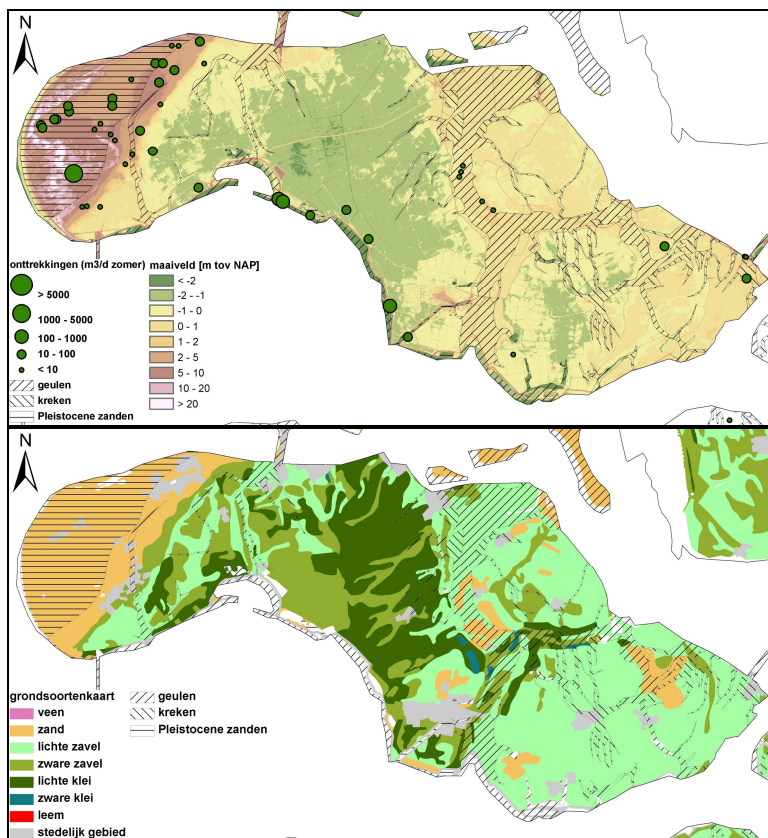 N
onttrekkingen (m3/d zomer)
> 5000
1000 - 5000
100 - 1000
10 - 100
< 10
geulen
kreken
Pleistocene zanden
maaiveld [m tov NAP]
< -2
-2 - -1
-1 - 0
0 - 1
1 - 2
2 - 5
5 - 10
10 - 20
> 20
N
grondsoortenkaart
veen
zand
lichte zavel
zware zavel
lichte klei
zware klei
leem
stedelijk gebied
geulen
kreken
Pleistocene zanden